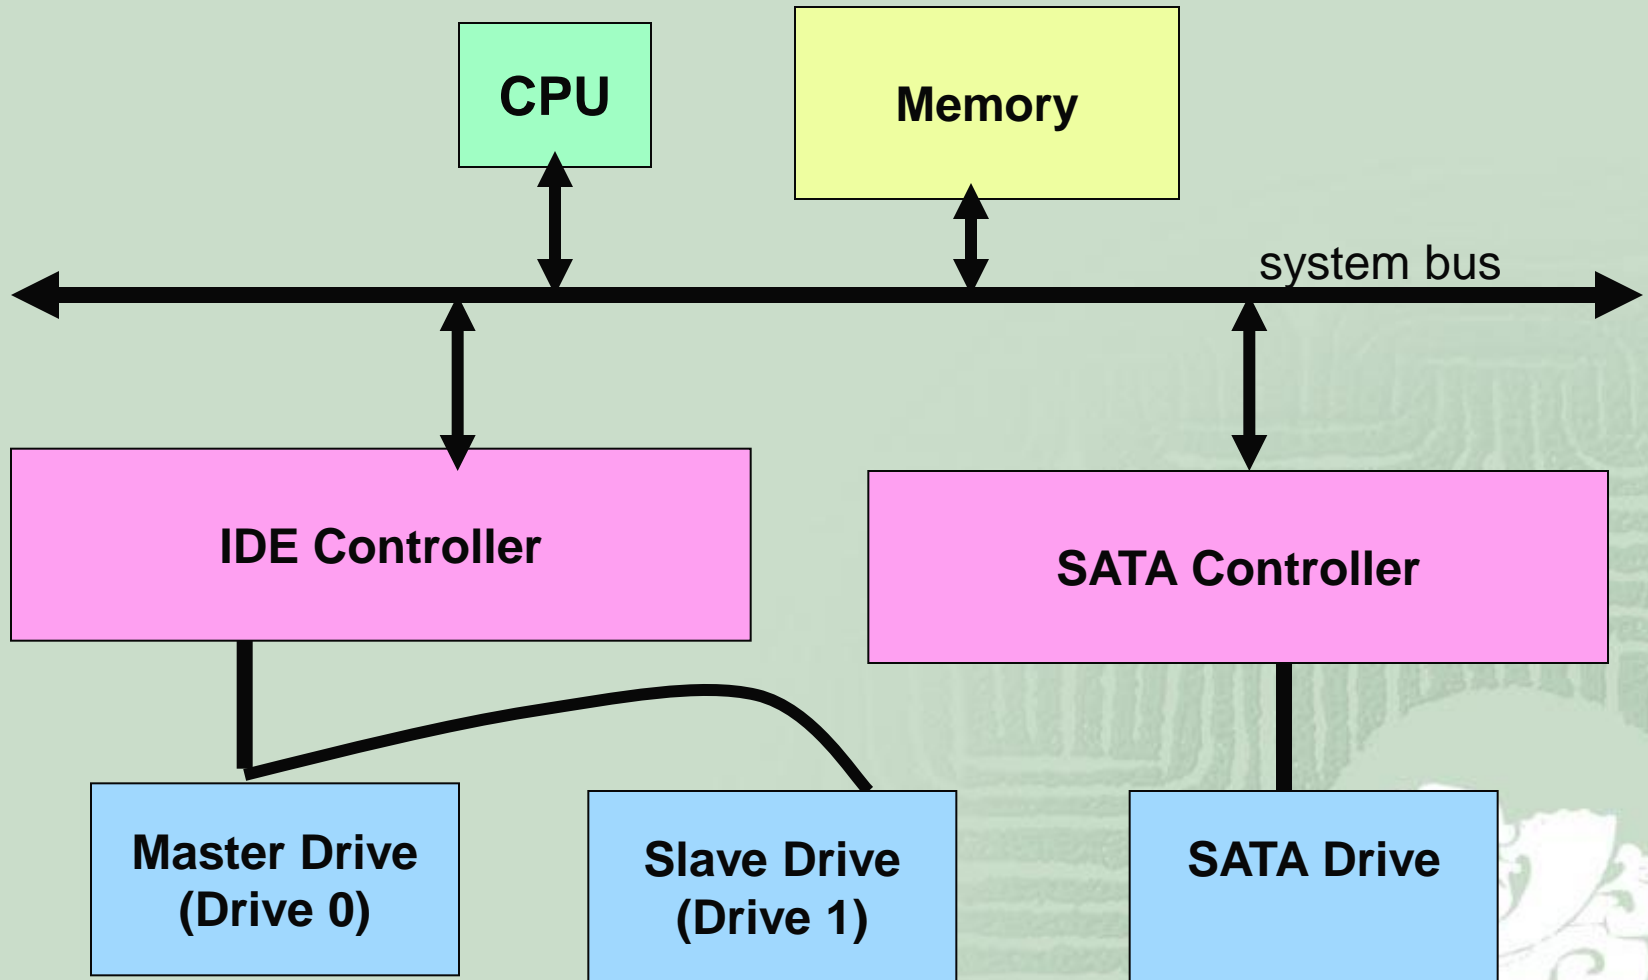 CPU
Memory
system bus
IDE Controller
SATA Controller
Master Drive
(Drive 0)
Slave Drive
(Drive 1)
SATA Drive